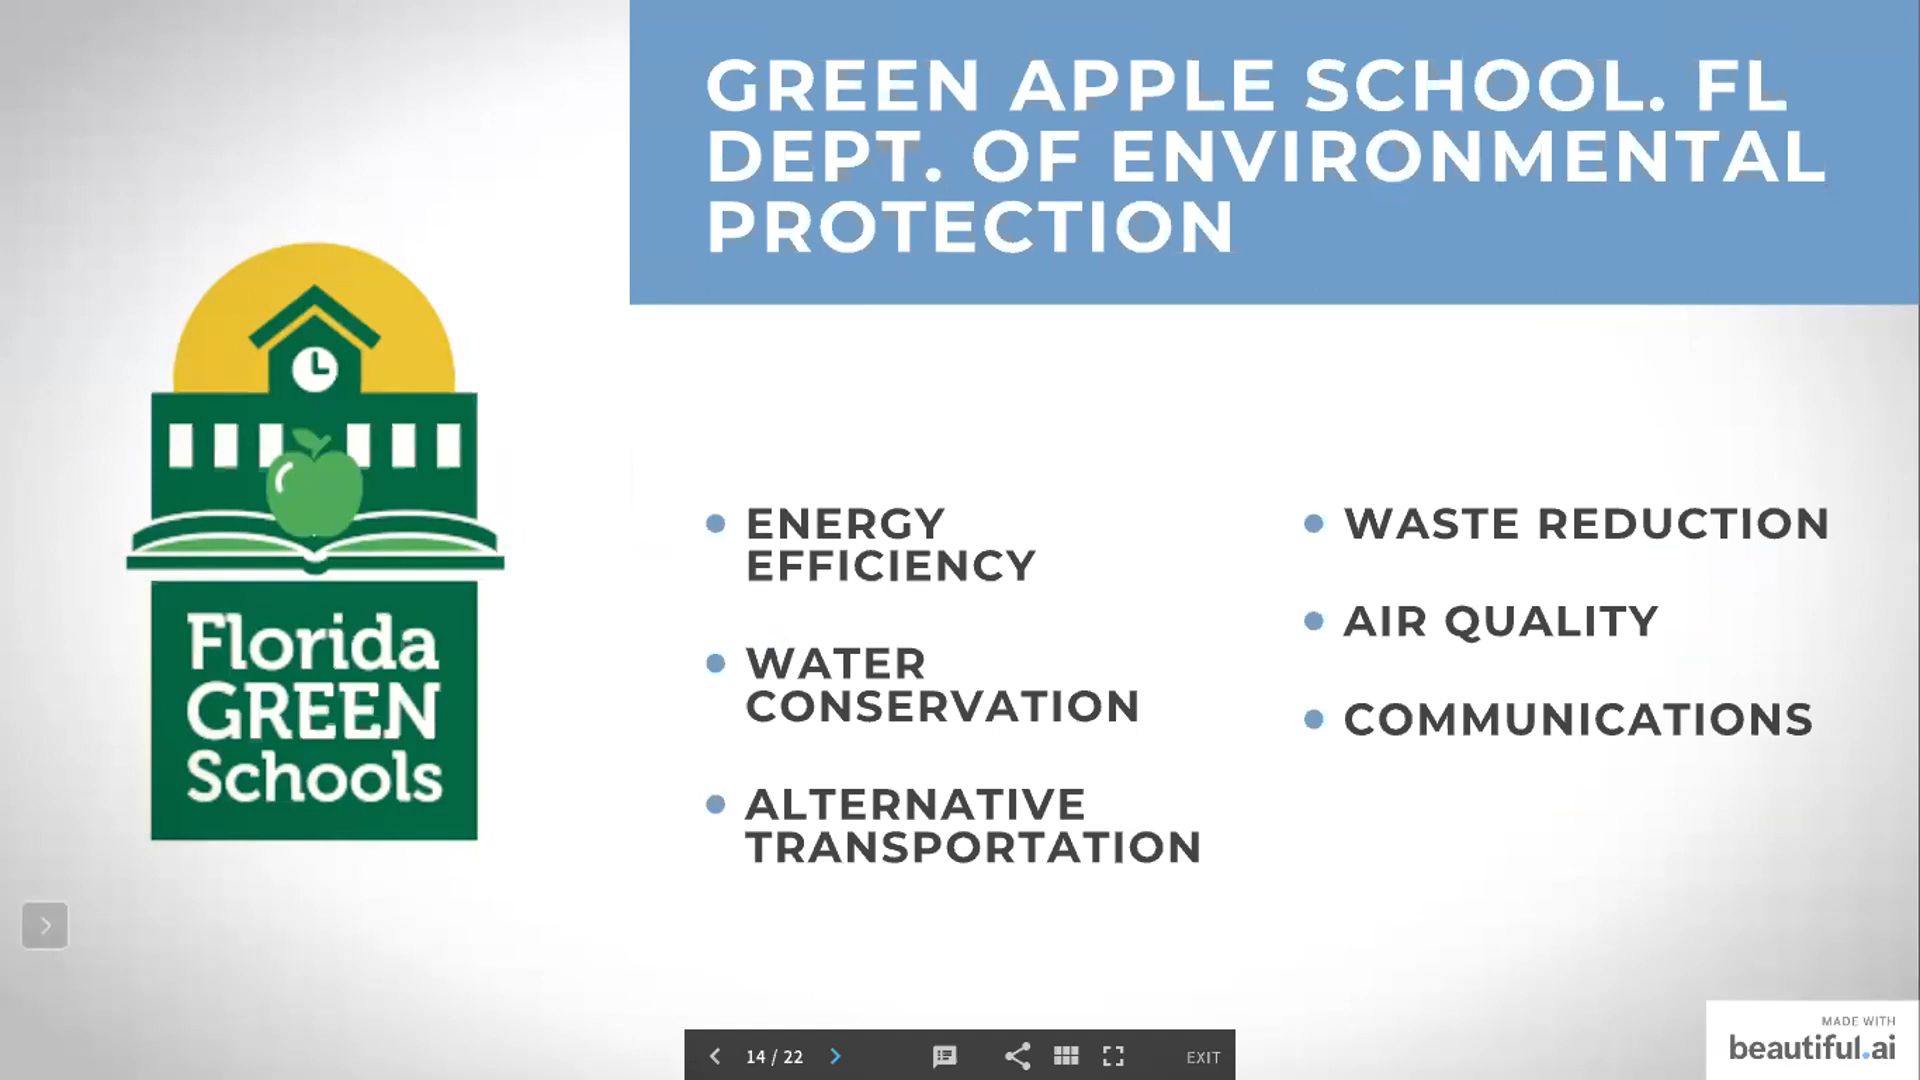 GREEN APPLE SCHOOL. FL
DEPT. OF ENVIRONMENTAL
PROTECTION
Florida
GREEN
Schools
ENERGY
EFFICIENCY
WATER
CONSERVATION
ALTERNATIVE
TRANSPORTATION
WASTE REDUCTION
AIR QUALITY
COMMUNICATIONS
14 / 22
EXIT
MADE WITH
beautiful.ai